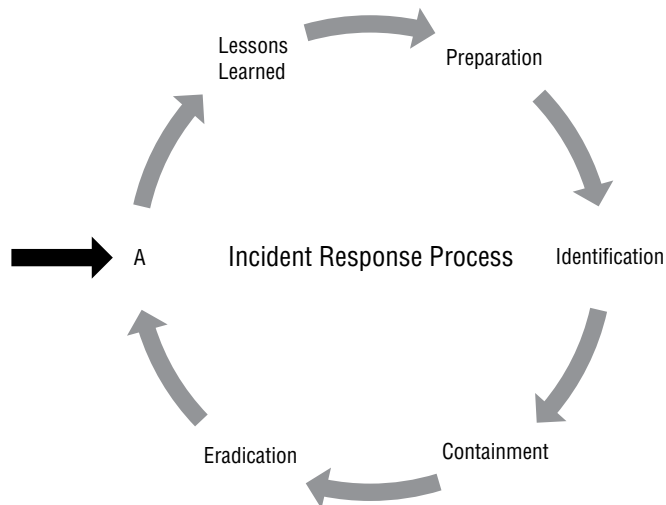 Lessons
Learned
Preparation
A
Incident Response Process
Identification
Eradication
Containment